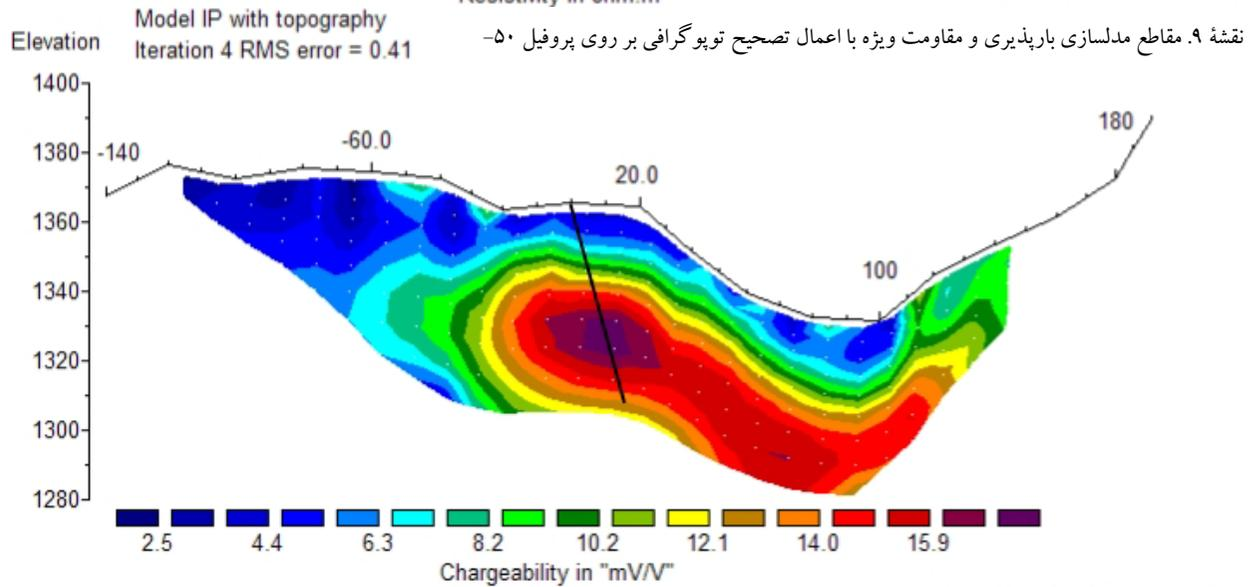 Resistivity in ohm.m
Model IP with topography
Iteration 4 RMS error = 0.41
نقشهٔ ۹. مقاطع مدلسازی بارپذیری و مقاومت ویژه با اعمال تصحیح توپوگرافی بر روی پروفیل ۵۰-
Elevation
1400
1380
1360
1340
1320
1300
1280
-140
-60.0
20.0
100
180
2.5 4.4 6.3 8.2 10.2 12.1 14.0 15.9
Chargeability in "mV/V"